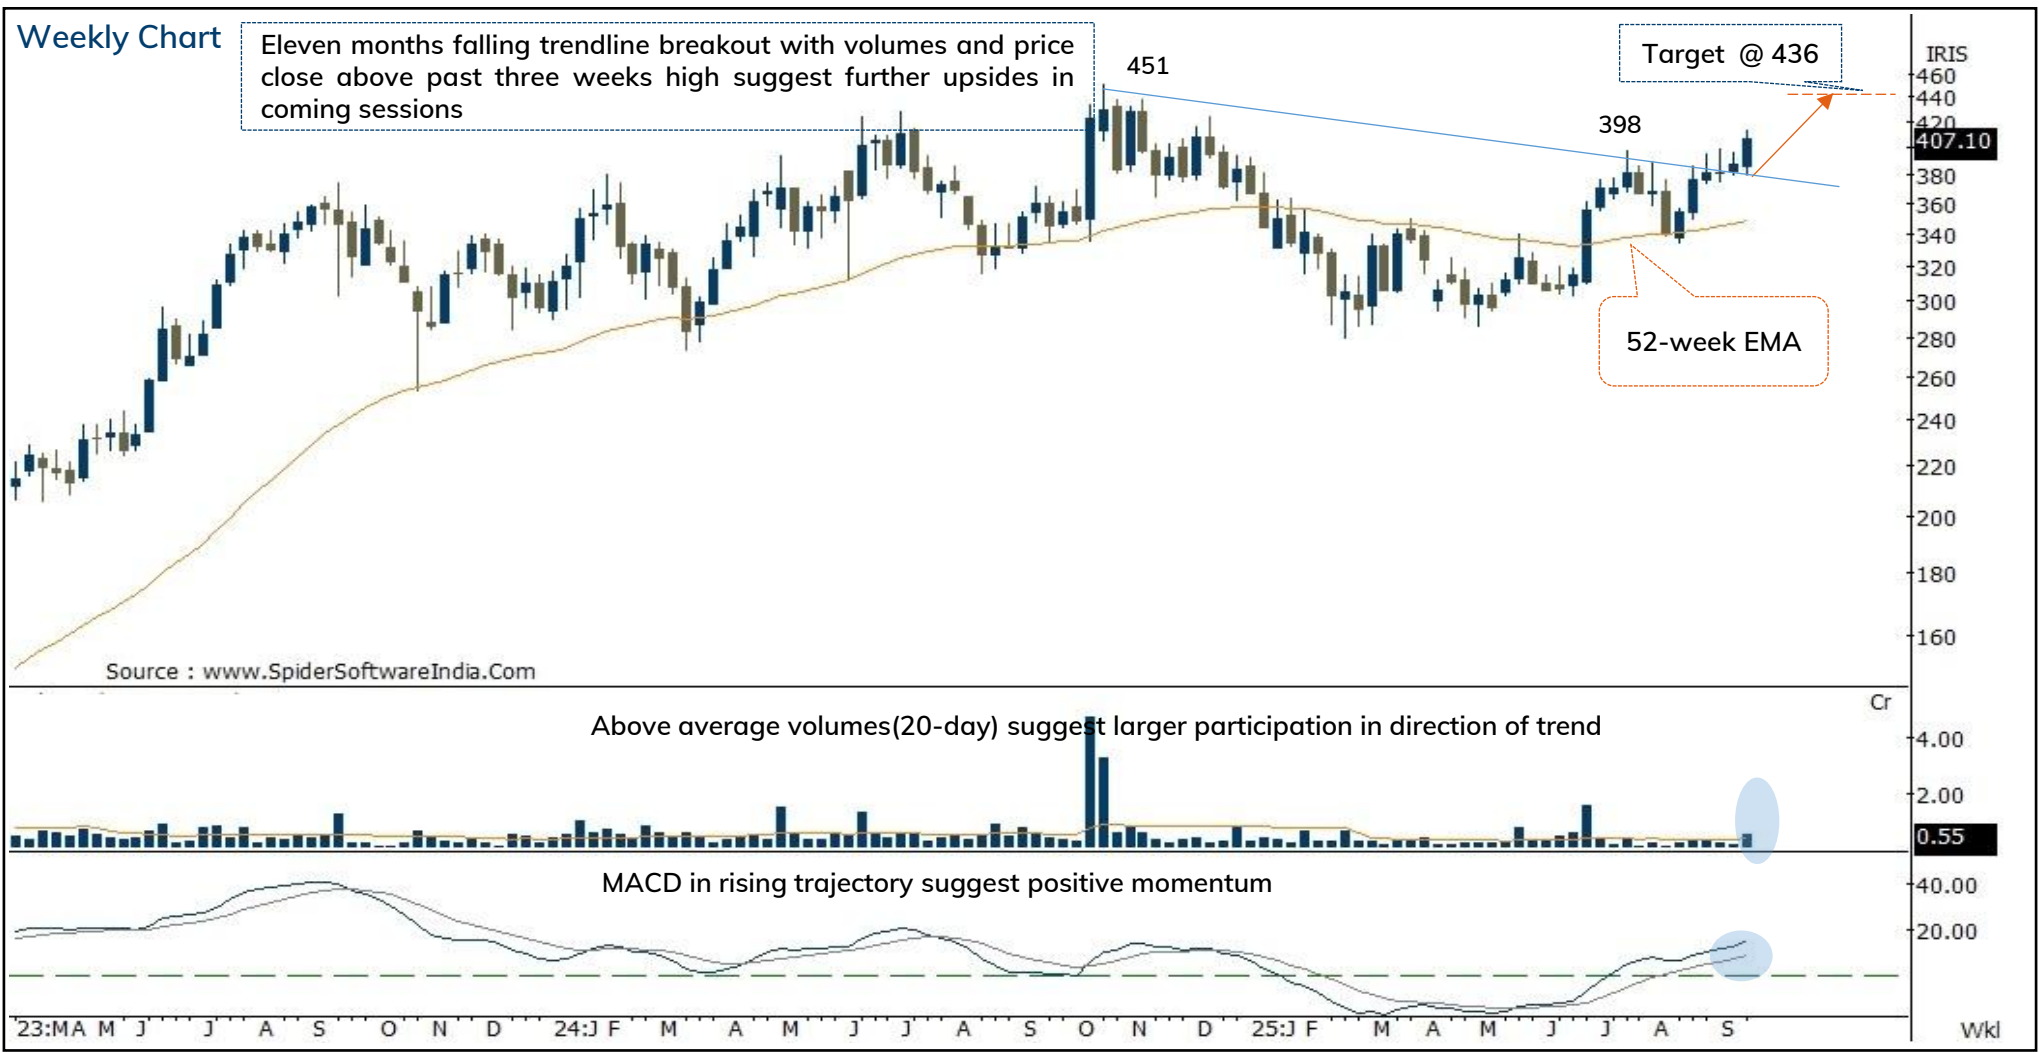 Weekly Chart
Eleven months falling trendline breakout with volumes and price
close above past three weeks high suggest further upsides in
coming sessions
451
398
Target @ 436
IRIS
460
440
420
407.10
380
360
340
320
300
280
260
240
220
200
180
160
52-week EMA
Source : www.SpiderSoftwareIndia.Com
Cr
Above average volumes(20-day) suggest larger participation in direction of trend
4.00
2.00
0.55
MACD in rising trajectory suggest positive momentum
40.00
20.00
'23:MA M J J A S O N D 24:J F M A M J J A S O N D 25:J F M A M J J A S Wkl